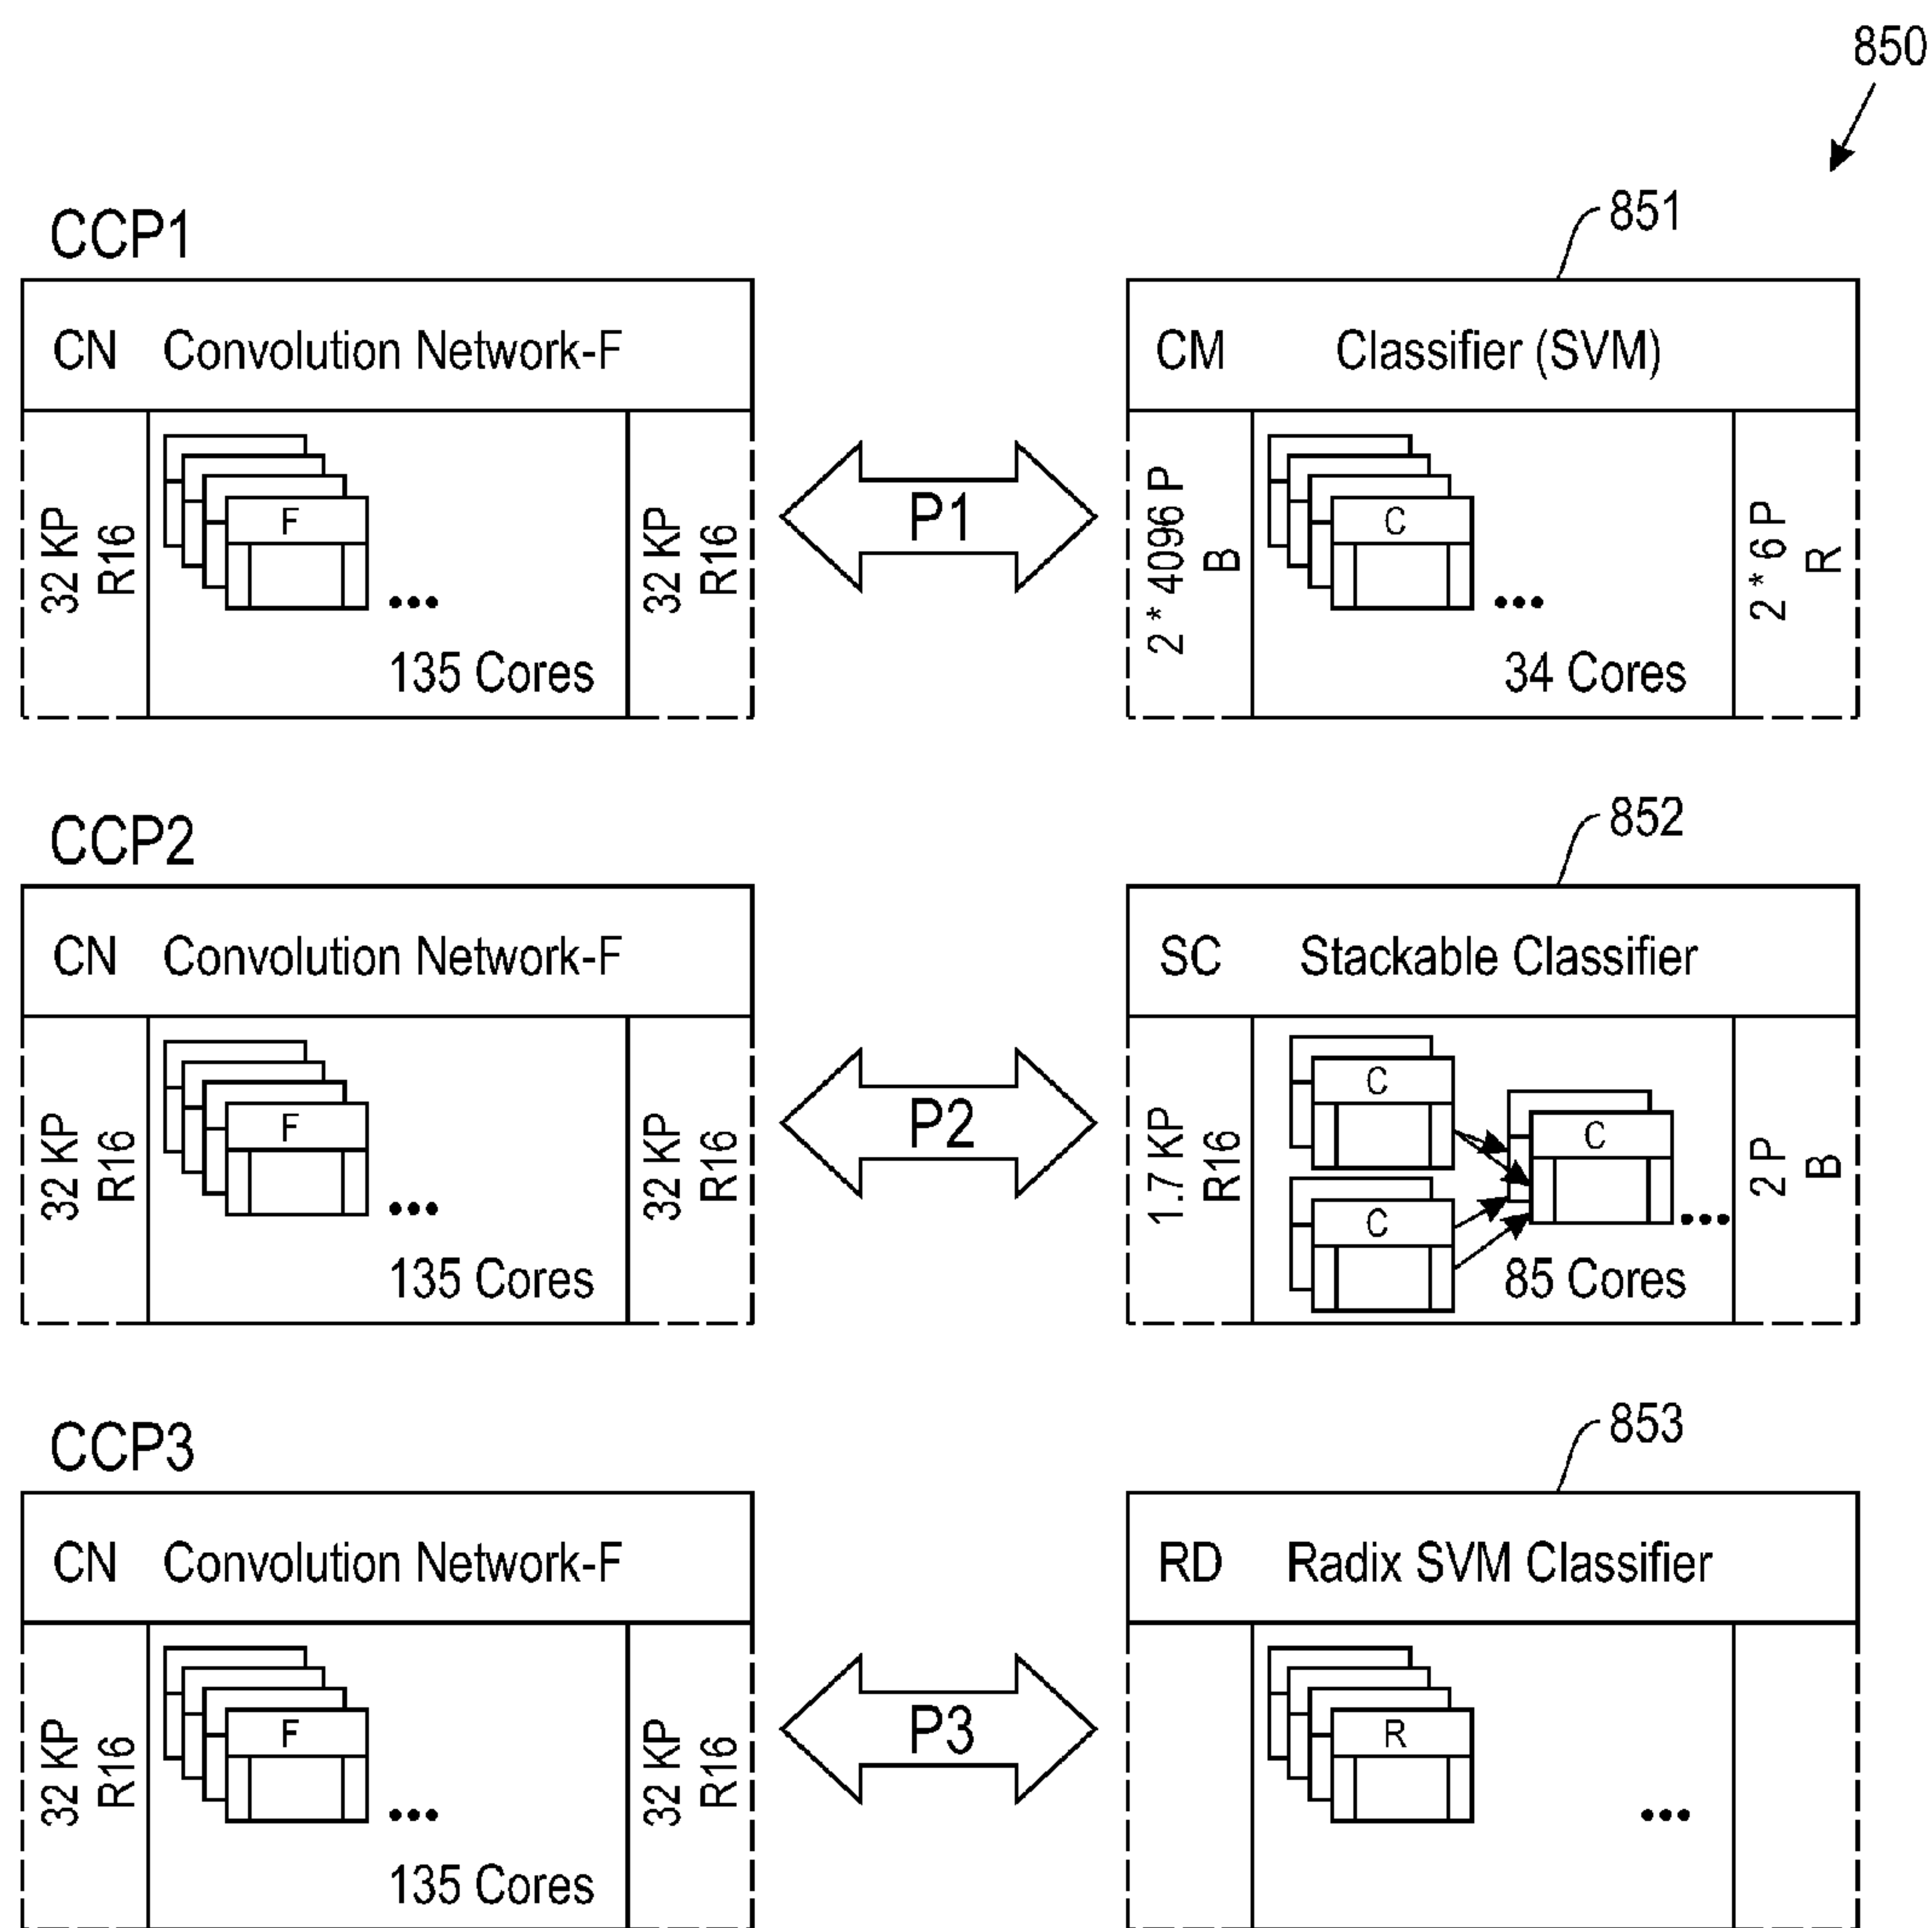 850
CCP1
851
CN Convolution Network-F
CM Classifier (SVM)
32 KP
R16
F
135 Cores
32 KP
R16
P1
2 * 4096 P
B
C
34 Cores
2 * 6 P
R
CCP2
852
CN Convolution Network-F
SC Stackable Classifier
32 KP
R16
F
135 Cores
32 KP
R16
P2
1.7 KP
R16
C
C
C
85 Cores
2 P
B
CCP3
853
CN Convolution Network-F
RD Radix SVM Classifier
32 KP
R16
F
135 Cores
32 KP
R16
P3
R